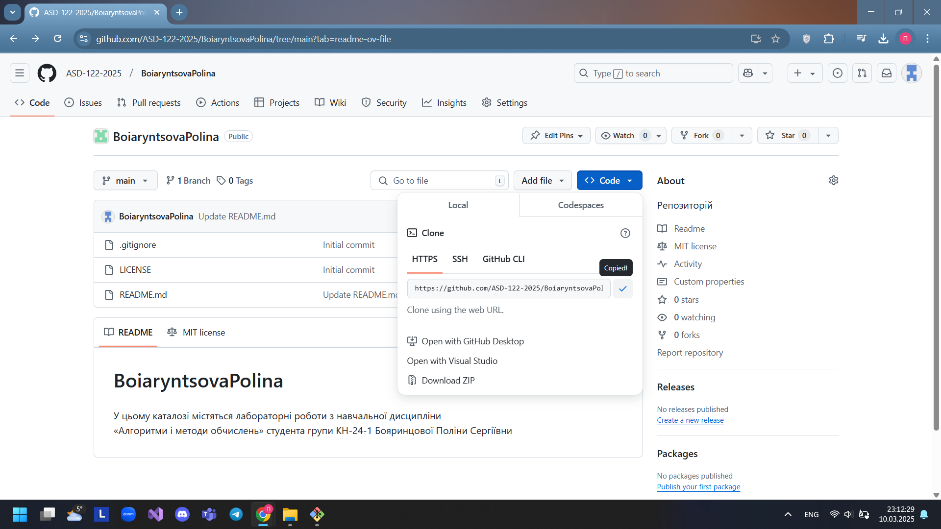 ASD-122-2025/BoiaryntsovaPoli
github.com/ASD-122-2025/BoiaryntsovaPolina/tree/main?tab=readme-ov-file
ASD-122-2025 / BoiaryntsovaPolina
Type / to search
Code Issues Pull requests Actions Projects Wiki Security Insights Settings
BoiaryntsovaPolina Public
Edit Pins Watch 0 Fork 0 Star 0
main 1 Branch 0 Tags Go to file t Add file Code
About
Репозиторій
Readme
MIT license
Activity
Custom properties
0 stars
0 watching
0 forks
Report repository
Releases
No releases published
Create a new release
Packages
No packages published
Publish your first package
BoiaryntsovaPolina Update README.md
.gitignore Initial commit
LICENSE Initial commit
README.md Update README.md
Local Codespaces
Clone
HTTPS SSH GitHub CLI
Copied!
https://github.com/ASD-122-2025/BoiaryntsovaPol
Clone using the web URL.
Open with GitHub Desktop
Open with Visual Studio
Download ZIP
README MIT license
BoiaryntsovaPolina
У цьому каталозі містяться лабораторні роботи з навчальної дисципліни
«Алгоритми і методи обчислень» студента групи КН-24-1 Бояринцової Поліни Сергіївни
5°
ENG
23:12:29
10.03.2025